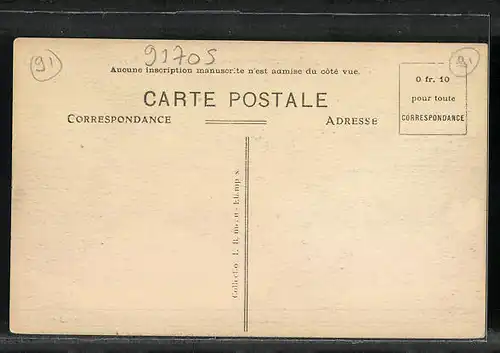 91705
91
91
Aucune inscription manuscrite n'est admise du côté vue.
CARTE POSTALE
CORRESPONDANCE
ADRESSE
0 fr. 10
pour toute
CORRESPONDANCE